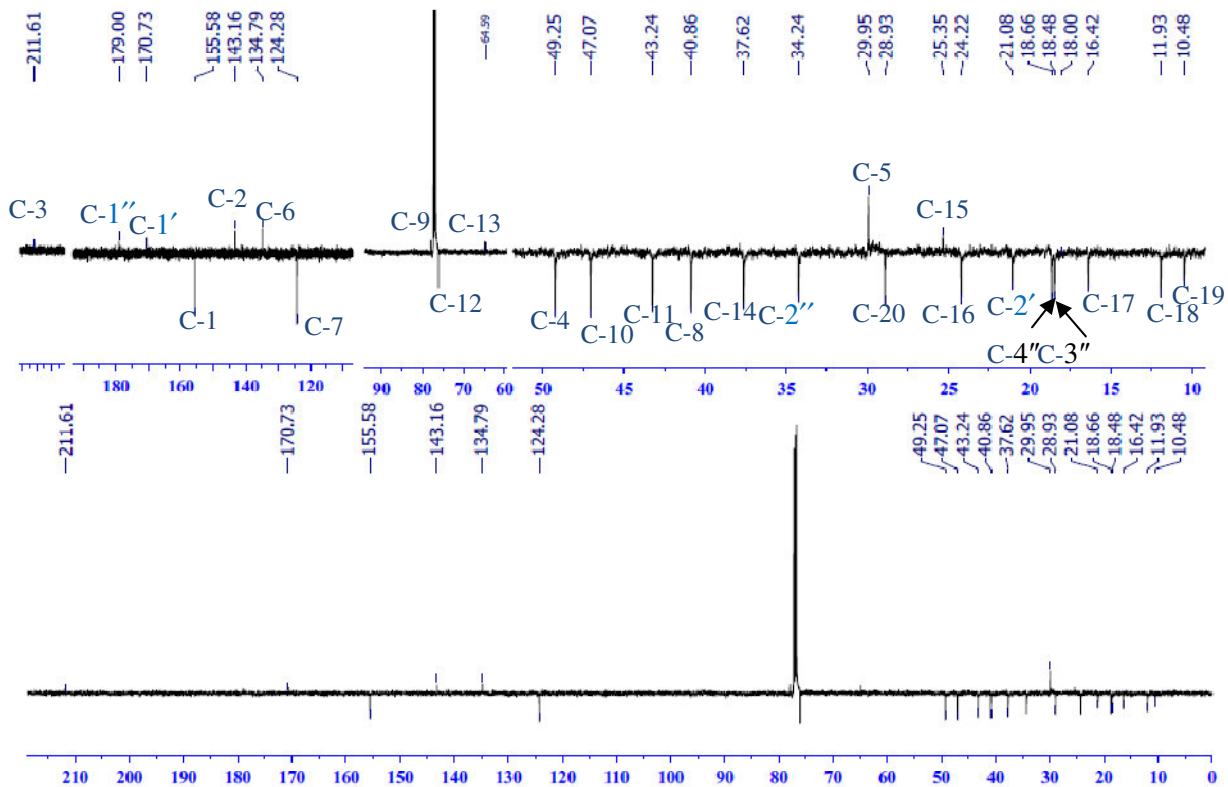 211.61 179.00 170.73 155.58 143.16 134.79 124.28 64.59 49.25 47.07 43.24 40.86 37.62 34.24 29.95 28.93 25.35 24.22 21.08 18.66 18.48 18.00 16.42 11.93 10.48
C-5
C-3 C-1′′ C-1′ C-2 C-6 C-9 C-13 C-15
C-12
C-1 C-7 C-4 C-10 C-11 C-8 C-14 C-2′′ C-20 C-16 C-2′ C-17 C-18 C-19
C-4′′ C-3′′
180 160 140 120 90 80 70 60 50 45 40 35 30 25 20 15 10
211.61 170.73 155.58 143.16 134.79 124.28 49.25 47.07 43.24 40.86 37.62 29.95 28.93 21.08 18.66 18.48 16.42 11.93 10.48
210 200 190 180 170 160 150 140 130 120 110 100 90 80 70 60 50 40 30 20 10 0